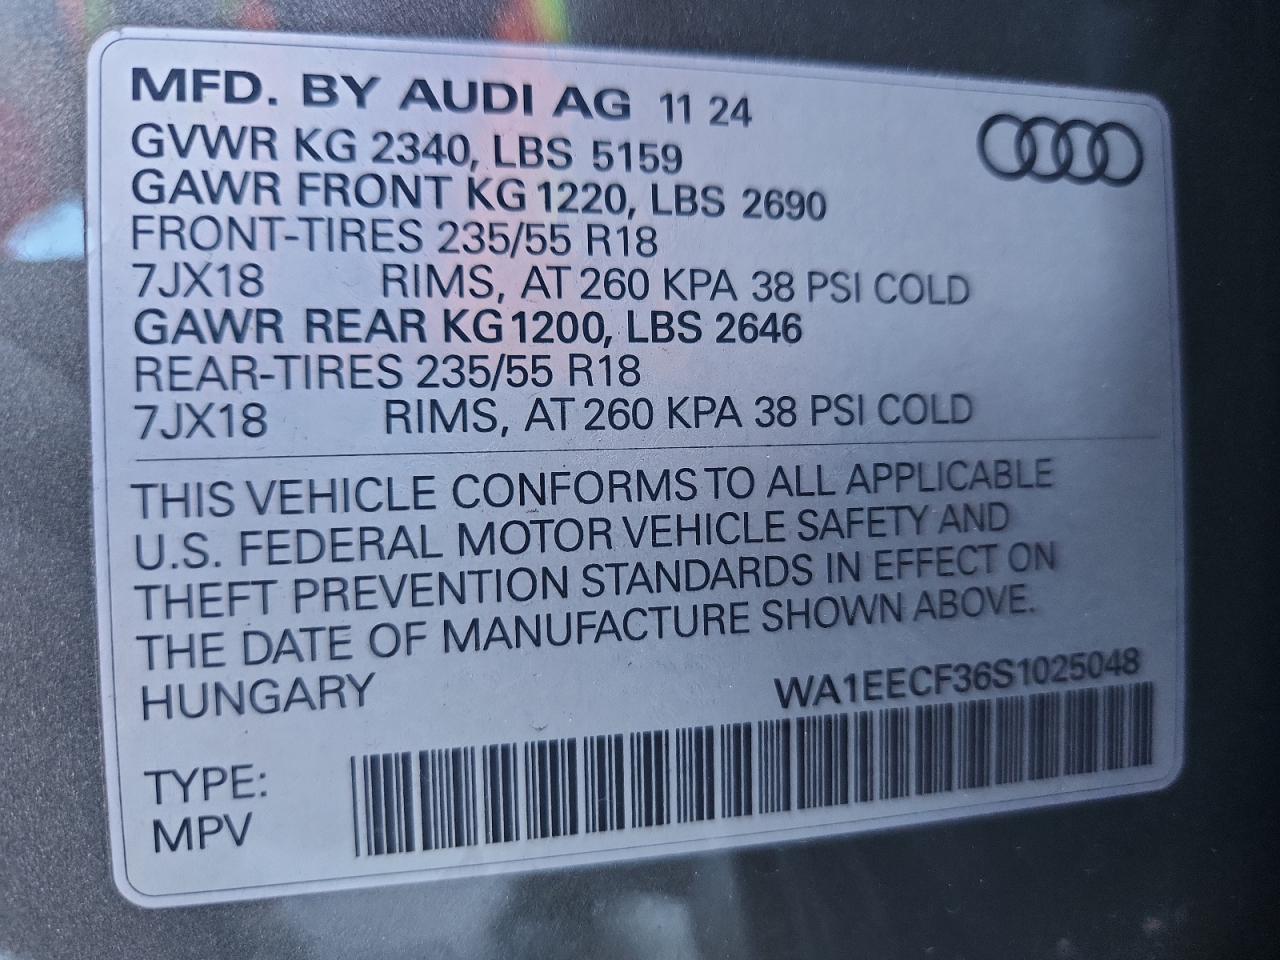 MFD. BY AUDI AG 11 24
GVWR KG 2340, LBS 5159
GAWR FRONT KG 1220, LBS 2690
FRONT-TIRES 235/55 R18
7JX18 RIMS, AT 260 KPA 38 PSI COLD
GAWR REAR KG 1200, LBS 2646
REAR-TIRES 235/55 R18
7JX18 RIMS, AT 260 KPA 38 PSI COLD
THIS VEHICLE CONFORMS TO ALL APPLICABLE
U.S. FEDERAL MOTOR VEHICLE SAFETY AND
THEFT PREVENTION STANDARDS IN EFFECT ON
THE DATE OF MANUFACTURE SHOWN ABOVE.
HUNGARY
WA1EECF36S1025048
TYPE:
MPV